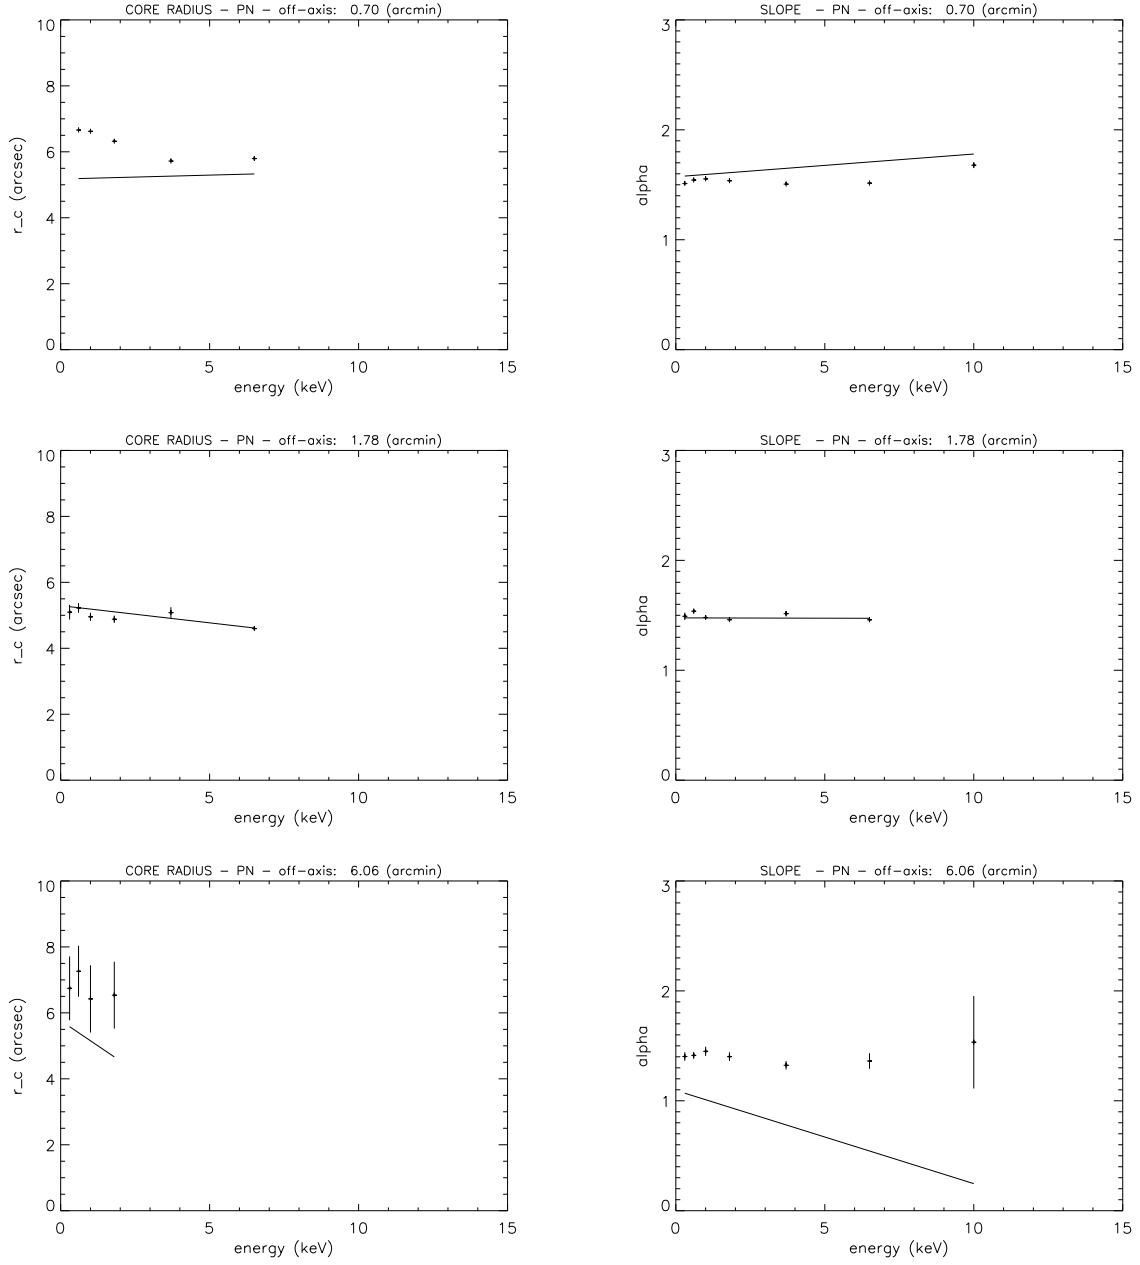 CORE RADIUS - PN - off-axis: 0.70 (arcmin)
10
8
6
4
2
0
r_c (arcsec)
0 5 10 15
energy (keV)
SLOPE - PN - off-axis: 0.70 (arcmin)
3
2
1
0
alpha
0 5 10 15
energy (keV)
CORE RADIUS - PN - off-axis: 1.78 (arcmin)
10
8
6
4
2
0
r_c (arcsec)
0 5 10 15
energy (keV)
SLOPE - PN - off-axis: 1.78 (arcmin)
3
2
1
0
alpha
0 5 10 15
energy (keV)
CORE RADIUS - PN - off-axis: 6.06 (arcmin)
10
8
6
4
2
0
r_c (arcsec)
0 5 10 15
energy (keV)
SLOPE - PN - off-axis: 6.06 (arcmin)
3
2
1
0
alpha
0 5 10 15
energy (keV)